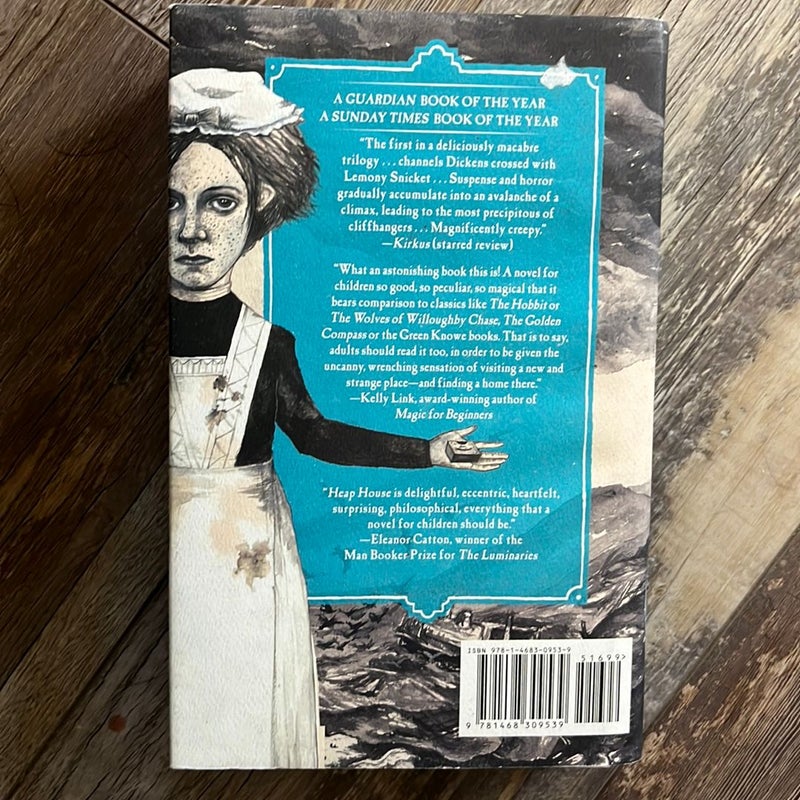 A GUARDIAN BOOK OF THE YEAR
A SUNDAY TIMES BOOK OF THE YEAR
"The first in a deliciously macabre
trilogy . . . channels Dickens crossed with
Lemony Snicket . . . Suspense and horror
gradually accumulate into an avalanche of a
climax, leading to the most precipitous of
cliffhangers . . . Magnificently creepy."
—Kirkus (starred review)
"What an astonishing book this is! A novel for
children so good, so peculiar, so magical that it
bears comparison to classics like The Hobbit or
The Wolves of Willoughby Chase, The Golden
Compass or the Green Knowe books. That is to say,
adults should read it too, in order to be given the
uncanny, wrenching sensation of visiting a new and
strange place—and finding a home there."
—Kelly Link, award-winning author of
Magic for Beginners
"Heap House is delightful, eccentric, heartfelt,
surprising, philosophical, everything that a
novel for children should be."
—Eleanor Catton, winner of the
Man Booker Prize for The Luminaries
ISBN 978-1-4683-0953-9
51699>
9 781468 309539